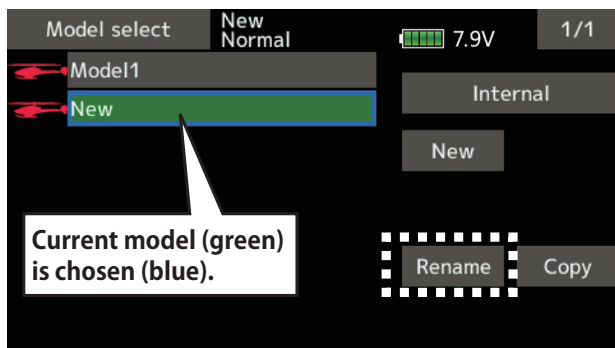 Model select
New
Normal
7.9V
1/1
Model1
Internal
New
New
Current model (green)
is chosen (blue).
Rename
Copy